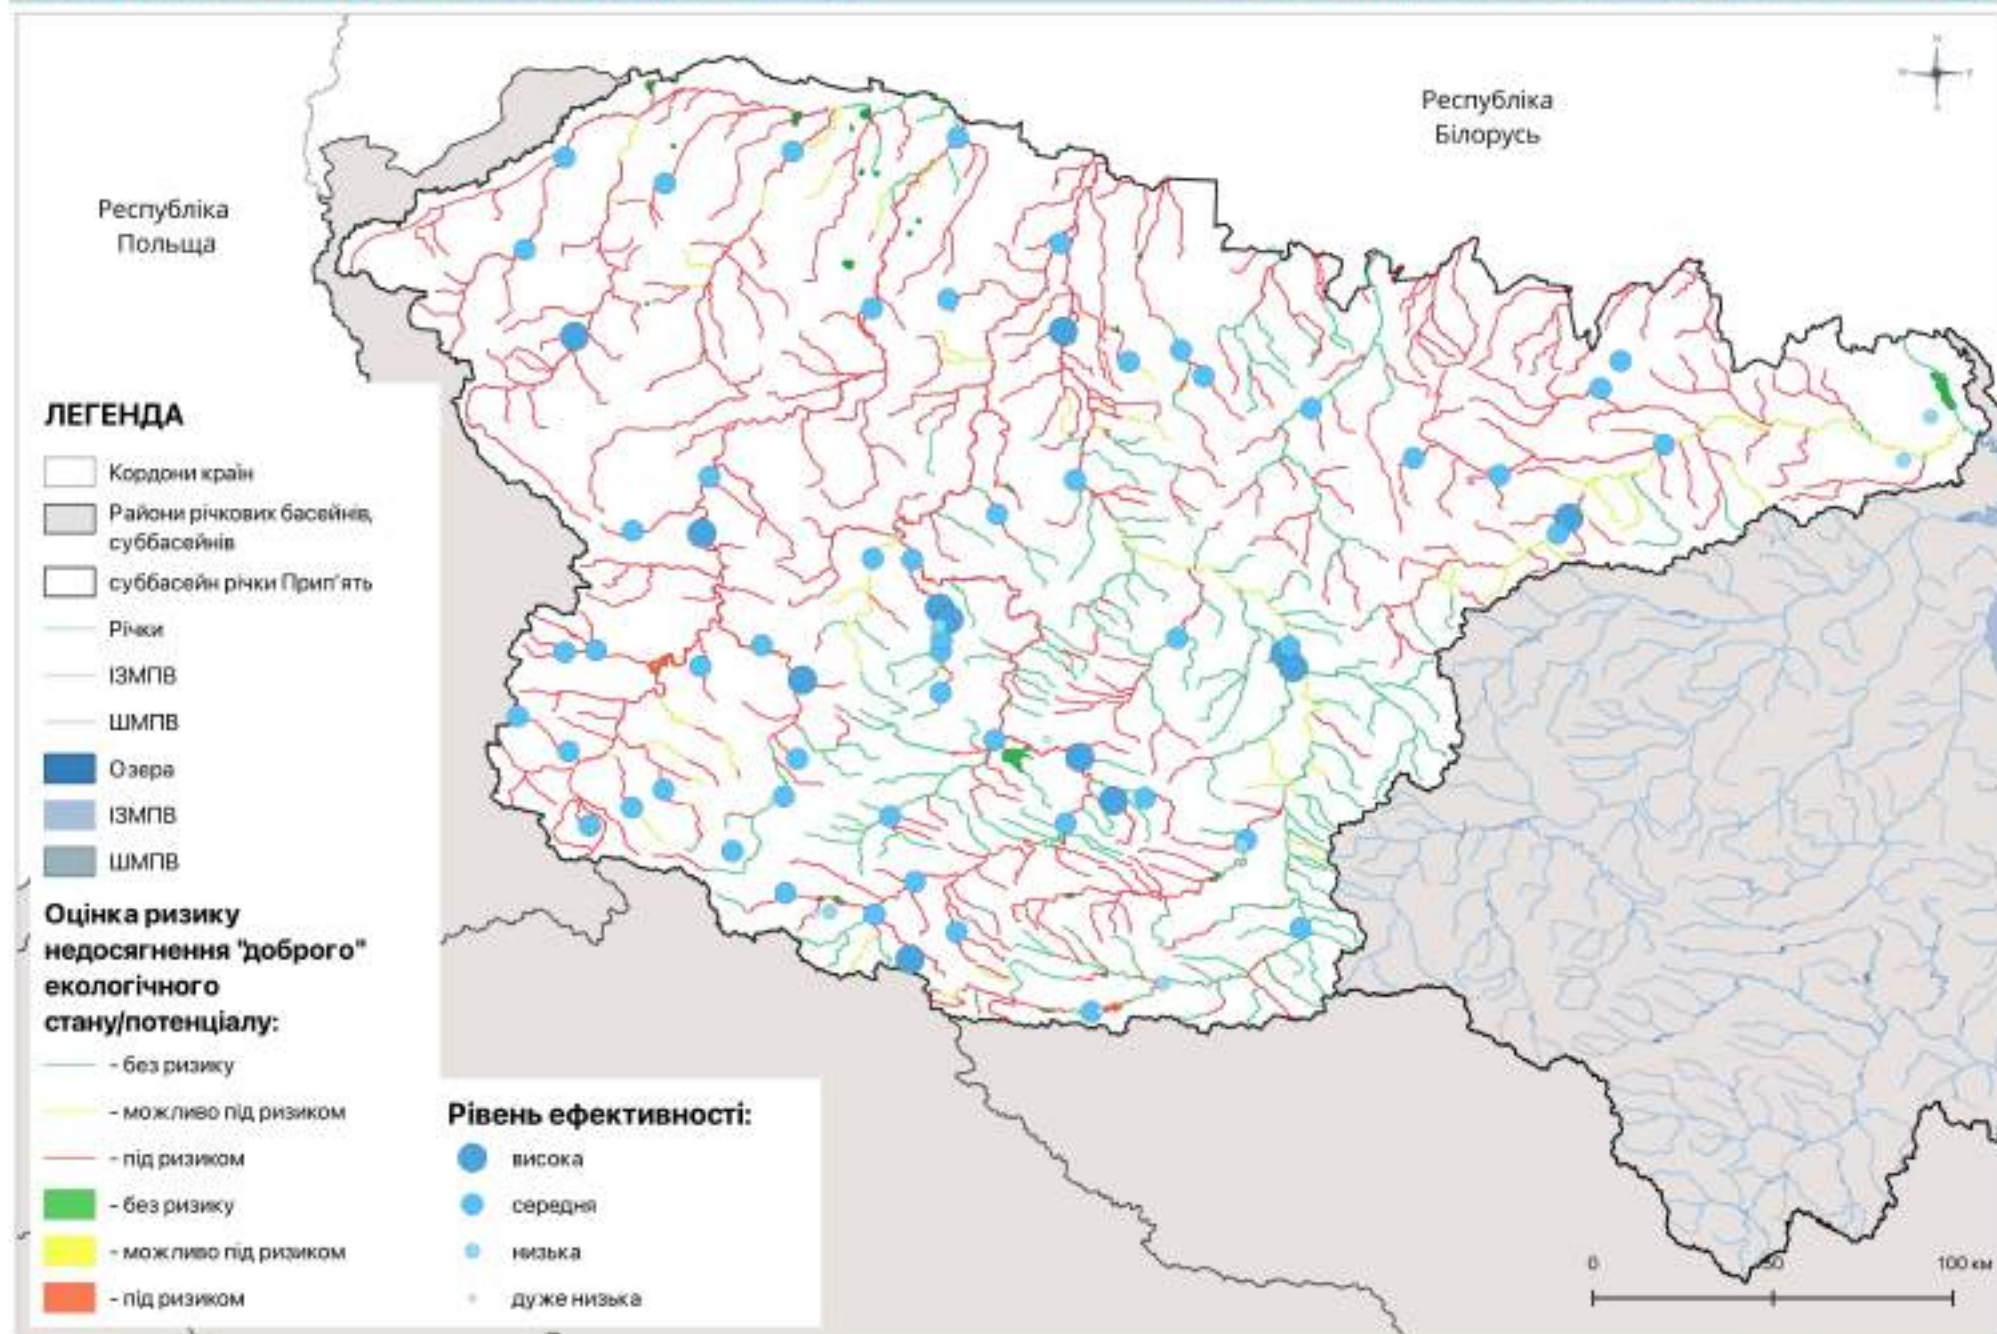 Республіка
Білорусь
Республіка
Польща
ЛЕГЕНДА
Кордони країн
Райони річкових басейнів,
суббасейнів
суббасейн річки Прип'ять
Річки
ІЗМПВ
ШМПВ
Озера
ІЗМПВ
ШМПВ
Оцінка ризику
недосягнення "доброго"
екологічного
стану/потенціалу:
- без ризику
- можливо під ризиком
- під ризиком
- без ризику
- можливо під ризиком
- під ризиком
Рівень ефективності:
висока
середня
низька
дуже низька
0 50 100 км